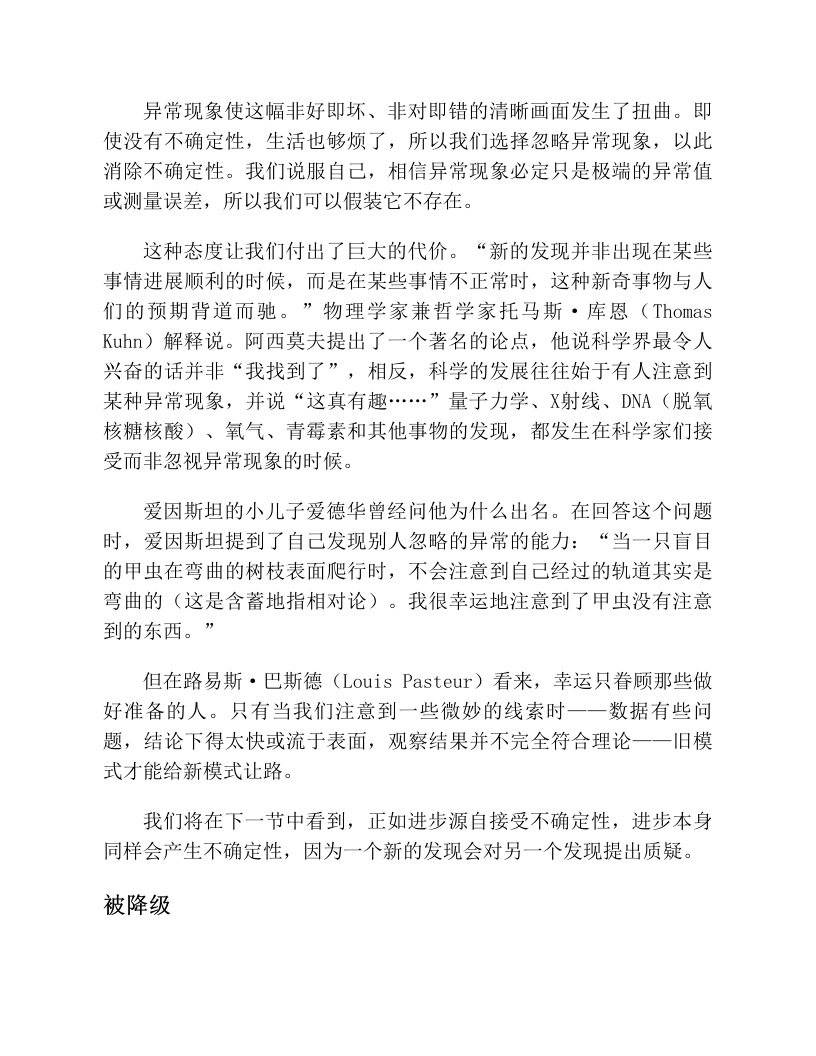 异常现象使这幅非好即坏、非对即错的清晰画面发生了扭曲。即
使没有不确定性，生活也够烦了，所以我们选择忽略异常现象，以此
消除不确定性。我们说服自己，相信异常现象必定只是极端的异常值
或测量误差，所以我们可以假装它不存在。
这种态度让我们付出了巨大的代价。“新的发现并非出现在某些
事情进展顺利的时候，而是在某些事情不正常时，这种新奇事物与人
们的预期背道而驰。”物理学家兼哲学家托马斯·库恩（Thomas
Kuhn）解释说。阿西莫夫提出了一个著名的论点，他说科学界最令人
兴奋的话并非“我找到了”，相反，科学的发展往往始于有人注意到
某种异常现象，并说“这真有趣……”量子力学、X射线、DNA（脱氧
核糖核酸）、氧气、青霉素和其他事物的发现，都发生在科学家们接
受而非忽视异常现象的时候。
爱因斯坦的小儿子爱德华曾经问他为什么出名。在回答这个问题
时，爱因斯坦提到了自己发现别人忽略的异常的能力：“当一只盲目
的甲虫在弯曲的树枝表面爬行时，不会注意到自己经过的轨道其实是
弯曲的（这是含蓄地指相对论）。我很幸运地注意到了甲虫没有注意
到的东西。”
但在路易斯·巴斯德（Louis Pasteur）看来，幸运只眷顾那些做
好准备的人。只有当我们注意到一些微妙的线索时——数据有些问
题，结论下得太快或流于表面，观察结果并不完全符合理论——旧模
式才能给新模式让路。
我们将在下一节中看到，正如进步源自接受不确定性，进步本身
同样会产生不确定性，因为一个新的发现会对另一个发现提出质疑。
被降级